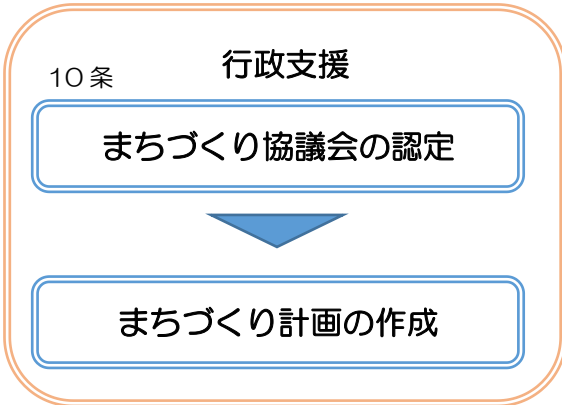 行政支援
10条
まちづくり協議会の認定
まちづくり計画の作成